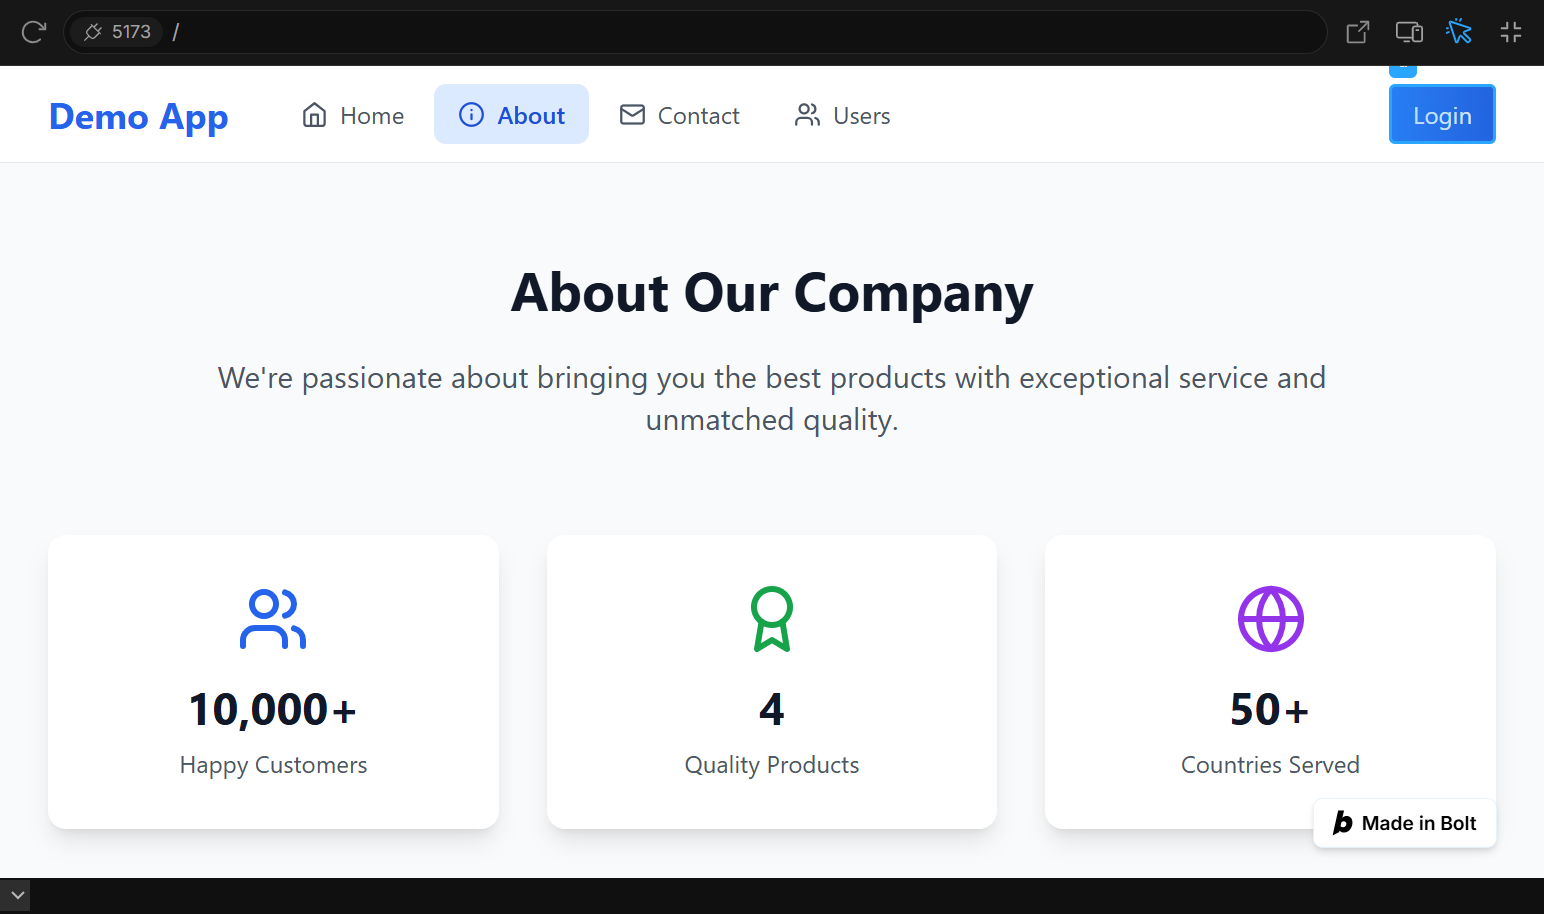 5173 /
Demo App
Home
About
Contact
Users
Login
About Our Company
We're passionate about bringing you the best products with exceptional service and
unmatched quality.
10,000+
Happy Customers
4
Quality Products
50+
Countries Served
b Made in Bolt